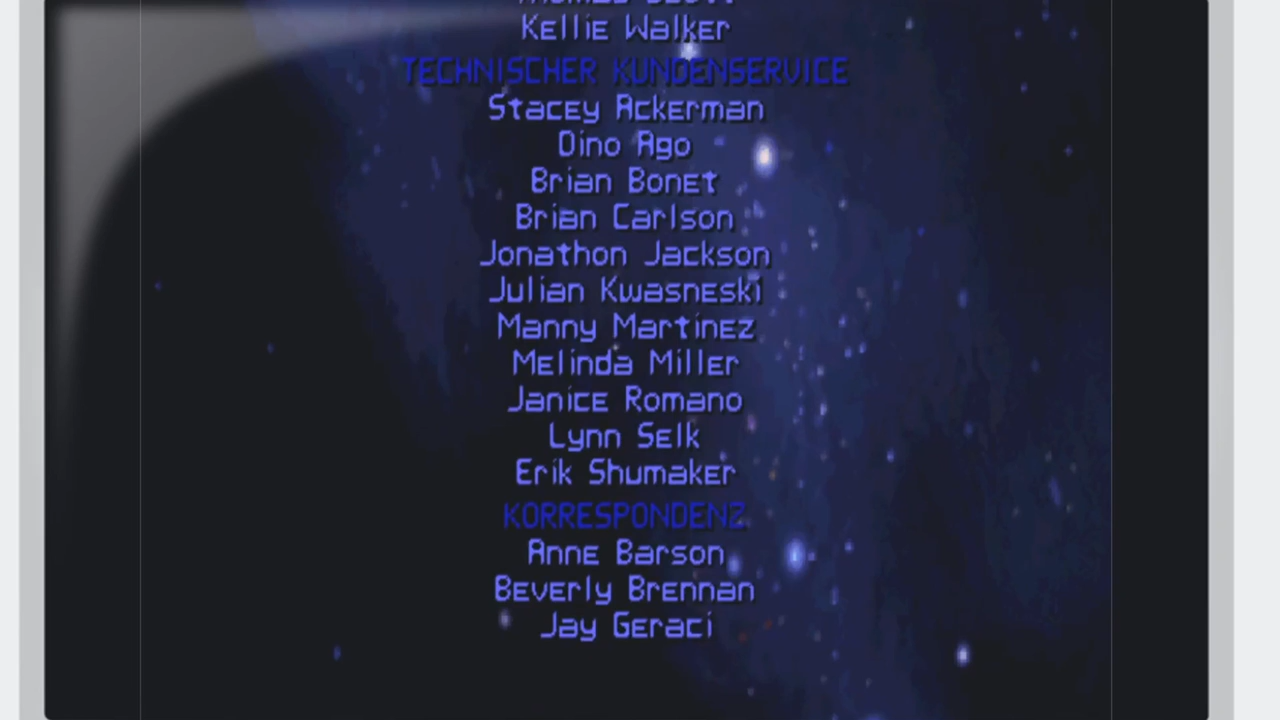 Kellie Walker
TECHNISCHER KUNDENSERVICE
Stacey Ackerman
Dino Ago
Brian Bonet
Brian Carlson
Jonathon Jackson
Julian Kwasneski
Manny Martinez
Melinda Miller
Janice Romano
Lynn Selk
Erik Shumaker
KORRESPONDENZ
Anne Barson
Beverly Brennan
Jay Geraci